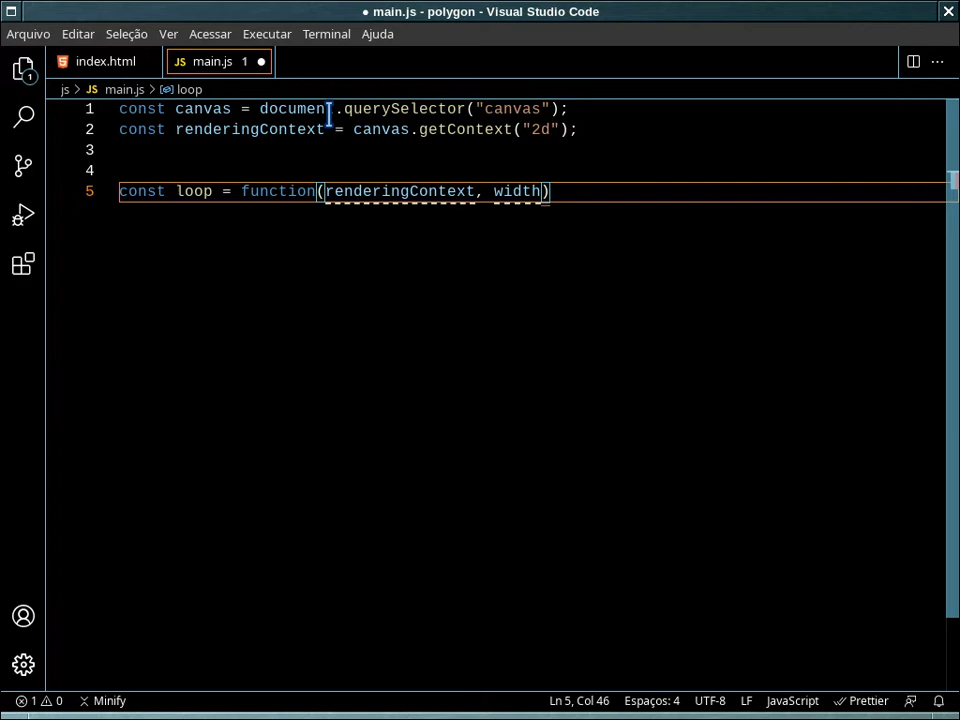 ● main.js - polygon - Visual Studio Code
Arquivo Editar Seleção Ver Acessar Executar Terminal Ajuda
index.html JS main.js 1 ●
js > JS main.js > loop
1 const canvas = document.querySelector("canvas");
2 const renderingContext = canvas.getContext("2d");
3
4
5 const loop = function(renderingContext, width)
1
1 0 Minify Ln 5, Col 46 Espaços: 4 UTF-8 LF JavaScript Prettier